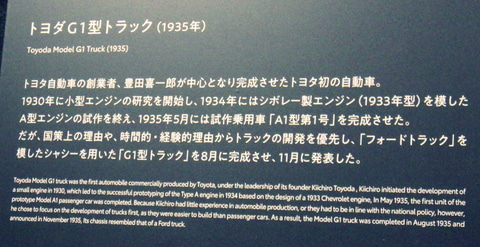 トヨダG1型トラック(1935年)
Toyoda Model G1 Truck (1935)
トヨタ自動車の創業者、豊田喜一郎が中心となり完成させたトヨタ初の自動車。
1930年に小型エンジンの研究を開始し、1934年にはシボレー製エンジン(1933年型)を模した
A型エンジンの試作を終え、1935年5月には試作乗用車「A1型第1号」を完成させた。
だが、国策上の理由や、時間的・経験的理由からトラックの開発を優先し、「フォードトラック」を
模したシャシーを用いた「G1型トラック」を8月に完成させ、11月に発表した。
Toyoda Model G1 truck was the first automobile commercially produced by Toyota, under the leadership of its founder Kiichiro Toyoda , Kiichiro initiated the development of
a small engine in 1930, which led to the successful prototyping of the Type A engine in 1934 based on the design of a 1933 Chevrolet engine, In May 1935, the first unit of the
prototype Model A1 passenger car was completed. Because Kiichiro had little experience in automobile production, or they had to be in line with the national policy, however,
he chose to focus on the development of trucks first, as they were easier to build than passenger cars. As a result, the Model G1 truck was completed in August 1935 and
announced in November 1935, its chassis resembled that of a Ford truck.